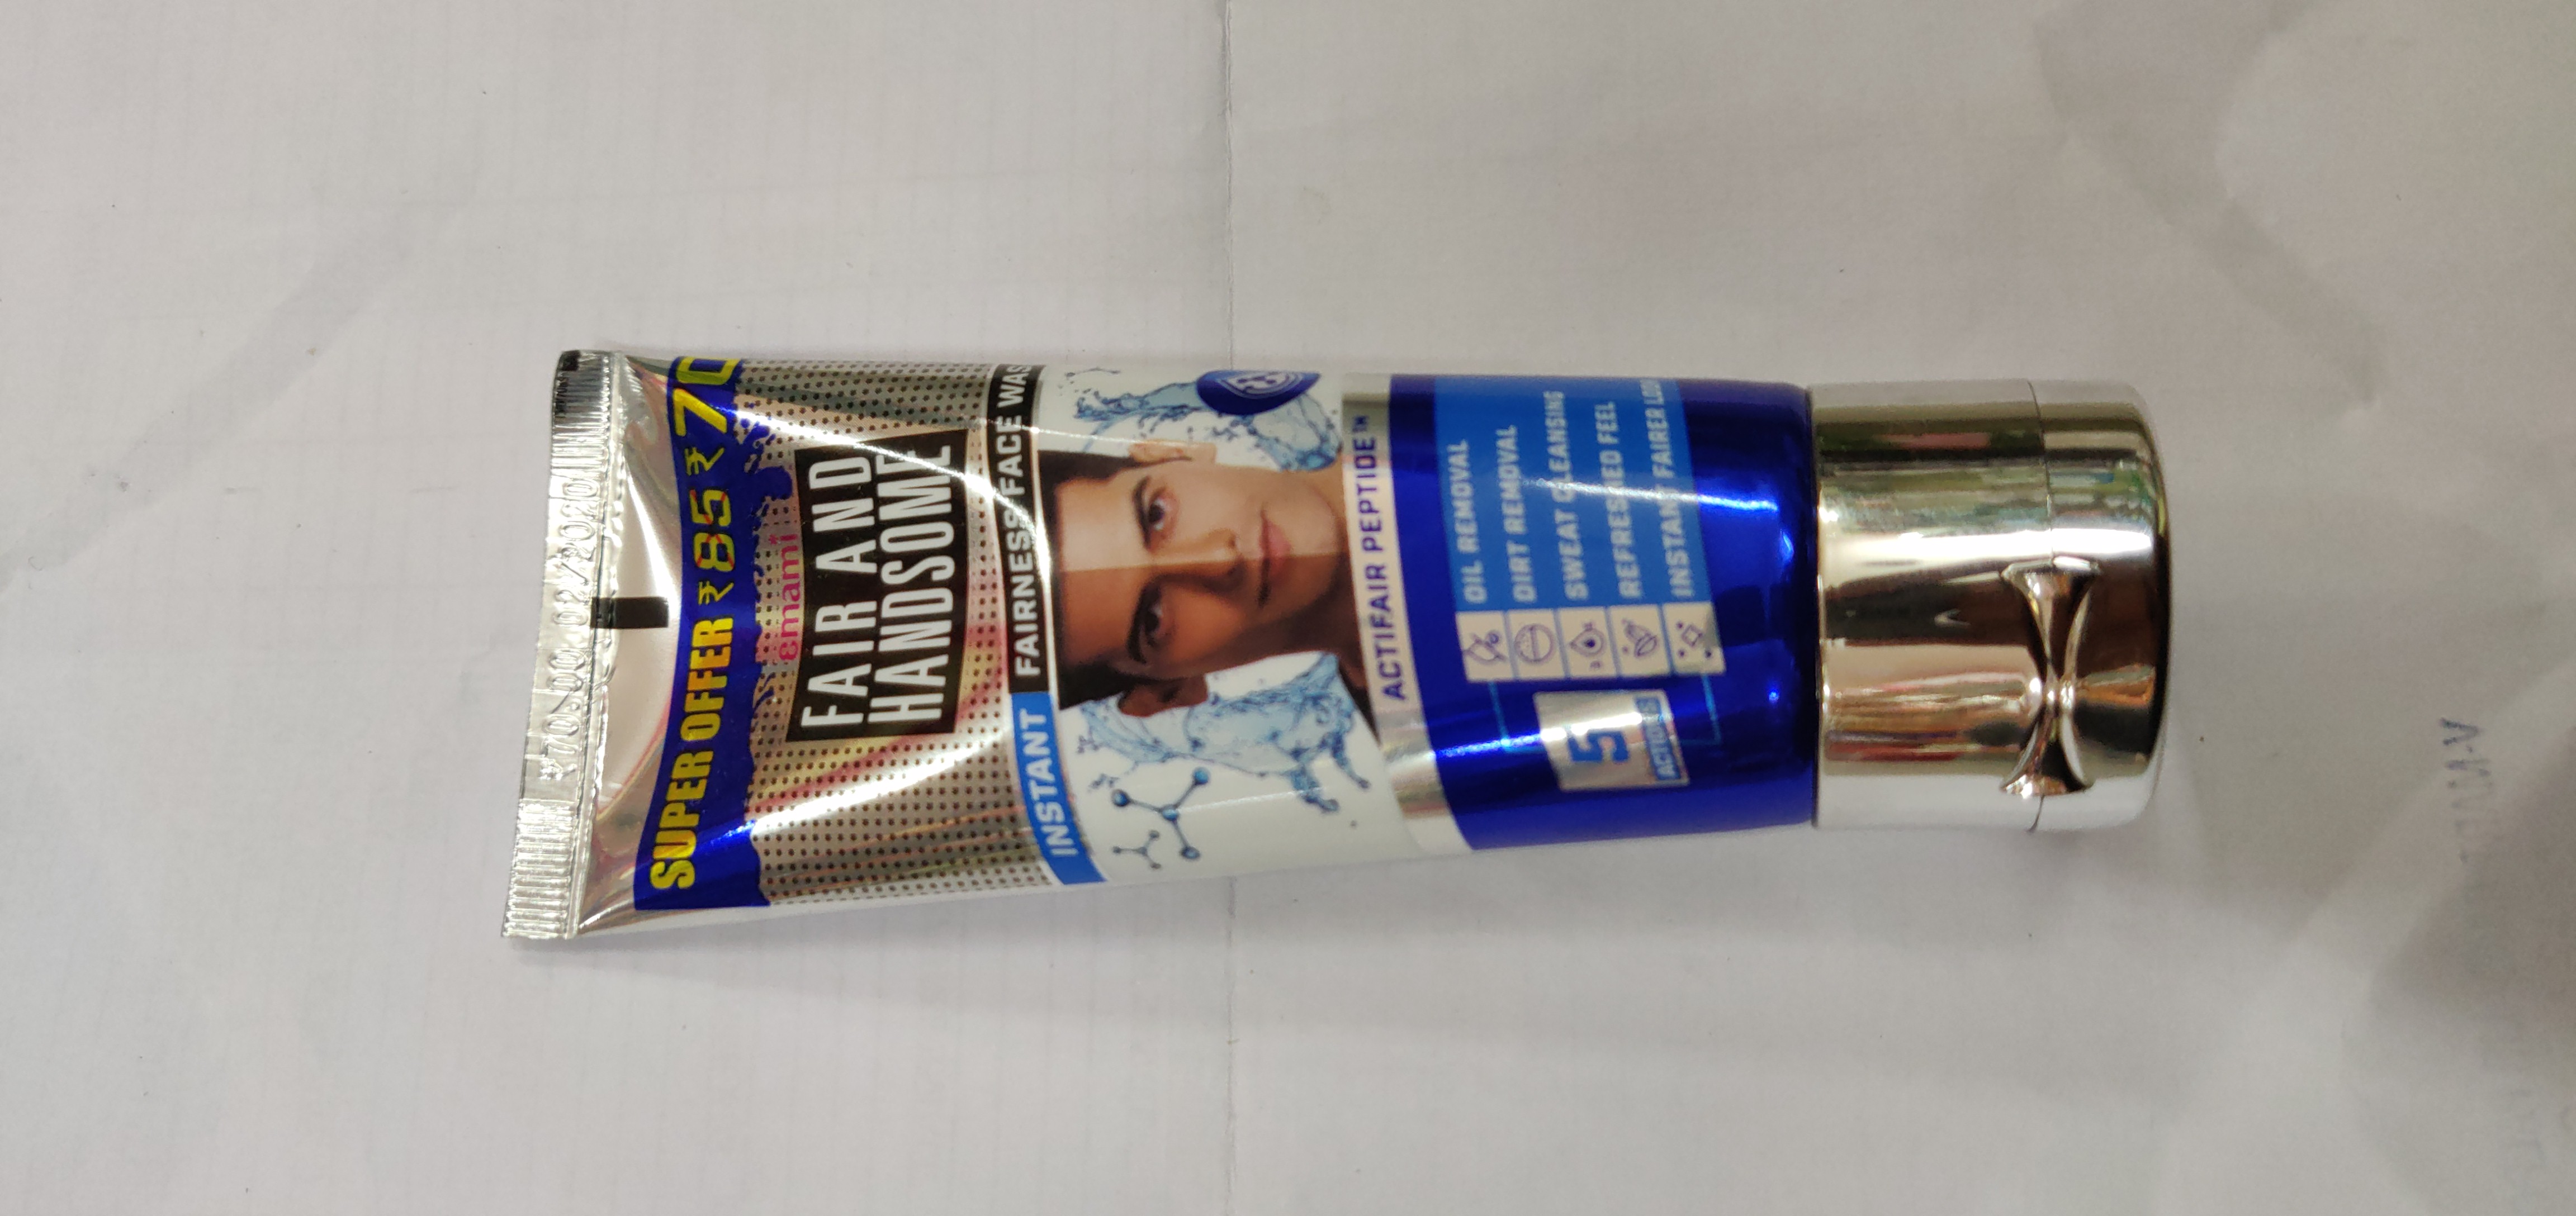 ₹70.00 02/2020
SUPER OFFER ₹85 ₹70
emami
FAIR AND
HANDSOME
INSTANT FAIRNESS FACE WAS
ACTIFAIR PEPTIDE™
OIL REMOVAL
DIRT REMOVAL
SWEAT CLEANSING
REFRESHED FEEL
INSTANT FAIRER LOOK
5
ACTIONS